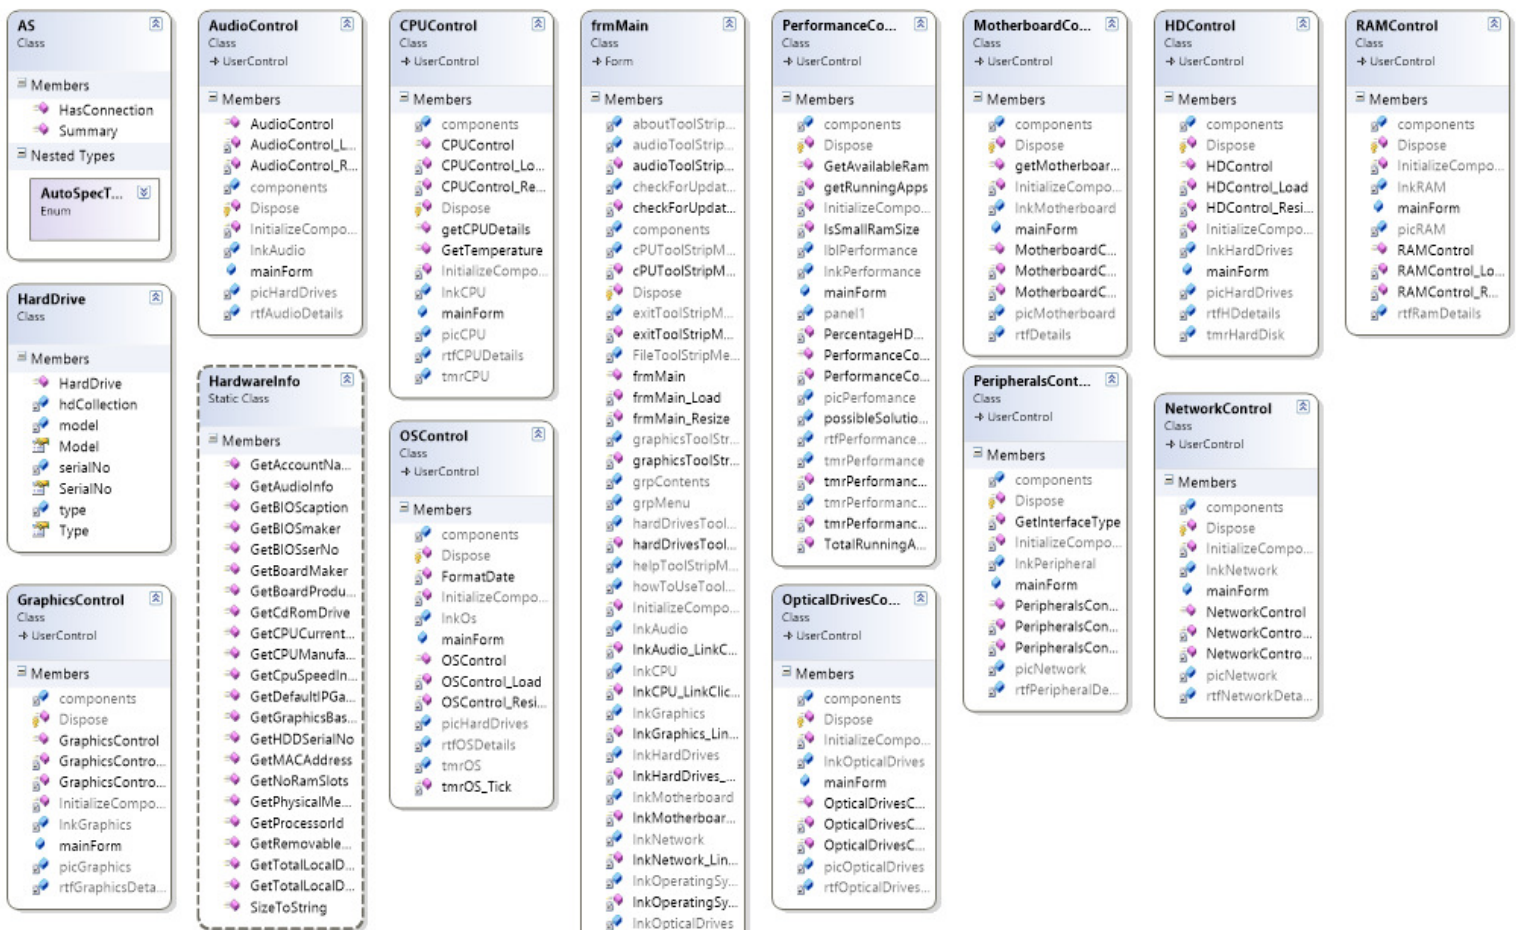 AS
Class
Members
HasConnection
Summary
Nested Types
AutoSpecT...
Enum
HardDrive
Class
Members
HardDrive
hdCollection
model
Model
serialNo
SerialNo
type
Type
GraphicsControl
Class
UserControl
Members
components
Dispose
GraphicsControl
GraphicsContro...
GraphicsContro...
InitializeCompo...
lnkGraphics
mainForm
picGraphics
rtfGraphicsDeta...
AudioControl
Class
UserControl
Members
AudioControl
AudioControl_L...
AudioControl_R...
components
Dispose
InitializeCompo...
lnkAudio
mainForm
picHardDrives
rtfAudioDetails
HardwareInfo
Static Class
Members
GetAccountNa...
GetAudioInfo
GetBIOScaption
GetBIOSmaker
GetBIOSserNo
GetBoardMaker
GetBoardProdu...
GetCdRomDrive
GetCPUCurrent...
GetCPUManufa...
GetCpuSpeedIn...
GetDefaultIPGa...
GetGraphicsBas...
GetHDDSerialNo
GetMACAddress
GetNoRamSlots
GetPhysicalMe...
GetProcessorId
GetRemovable...
GetTotalLocalD...
GetTotalLocalD...
SizeToString
CPUControl
Class
UserControl
Members
components
CPUControl
CPUControl_Lo...
CPUControl_Re...
Dispose
getCPUDetails
GetTemperature
InitializeCompo...
lnkCPU
mainForm
picCPU
rtfCPUDetails
tmrCPU
OSControl
Class
UserControl
Members
components
Dispose
FormatDate
InitializeCompo...
lnkOs
mainForm
OSControl
OSControl_Load
OSControl_Resi...
picHardDrives
rtfOSDetails
tmrOS
tmrOS_Tick
frmMain
Class
Form
Members
aboutToolStrip...
audioToolStrip...
audioToolStrip...
checkForUpdat...
checkForUpdat...
components
cPUToolStripM...
cPUToolStripM...
Dispose
exitToolStripM...
exitToolStripM...
FileToolStripMe...
frmMain
frmMain_Load
frmMain_Resize
graphicsToolStr...
graphicsToolStr...
grpContents
grpMenu
hardDrivesTool...
hardDrivesTool...
helpToolStripM...
howToUseTool...
InitializeCompo...
lnkAudio
lnkAudio_LinkC...
lnkCPU
lnkCPU_LinkClic...
lnkGraphics
lnkGraphics_Lin...
lnkHardDrives
lnkHardDrives_...
lnkMotherboard
lnkMotherboar...
lnkNetwork
lnkNetwork_Lin...
lnkOperatingSy...
lnkOperatingSy...
lnkOpticalDrives
PerformanceCo...
Class
UserControl
Members
components
Dispose
GetAvailableRam
getRunningApps
InitializeCompo...
IsSmallRamSize
lblPerformance
lnkPerformance
mainForm
panel1
PercentageHD...
PerformanceCo...
PerformanceCo...
picPerfomance
possibleSolutio...
rtfPerformance...
tmrPerformance
tmrPerformanc...
tmrPerformanc...
tmrPerformanc...
TotalRunningA...
OpticalDrivesCo...
Class
UserControl
Members
components
Dispose
InitializeCompo...
lnkOpticalDrives
mainForm
OpticalDrivesC...
OpticalDrivesC...
OpticalDrivesC...
picOpticalDrives
rtfOpticalDrives...
MotherboardCo...
Class
UserControl
Members
components
Dispose
getMotherboar...
InitializeCompo...
lnkMotherboard
mainForm
MotherboardC...
MotherboardC...
MotherboardC...
picMotherboard
rtfDetails
PeripheralsCont...
Class
UserControl
Members
components
Dispose
GetInterfaceType
InitializeCompo...
lnkPeripheral
mainForm
PeripheralsCon...
PeripheralsCon...
PeripheralsCon...
picNetwork
rtfPeripheralDe...
HDControl
Class
UserControl
Members
components
Dispose
HDControl
HDControl_Load
HDControl_Resi...
InitializeCompo...
lnkHardDrives
mainForm
picHardDrives
rtfHDdetails
tmrHardDisk
NetworkControl
Class
UserControl
Members
components
Dispose
InitializeCompo...
lnkNetwork
mainForm
NetworkControl
NetworkContro...
NetworkContro...
picNetwork
rtfNetworkDeta...
RAMControl
Class
UserControl
Members
components
Dispose
InitializeCompo...
lnkRAM
mainForm
picRAM
RAMControl
RAMControl_Lo...
RAMControl_R...
rtfRamDetails